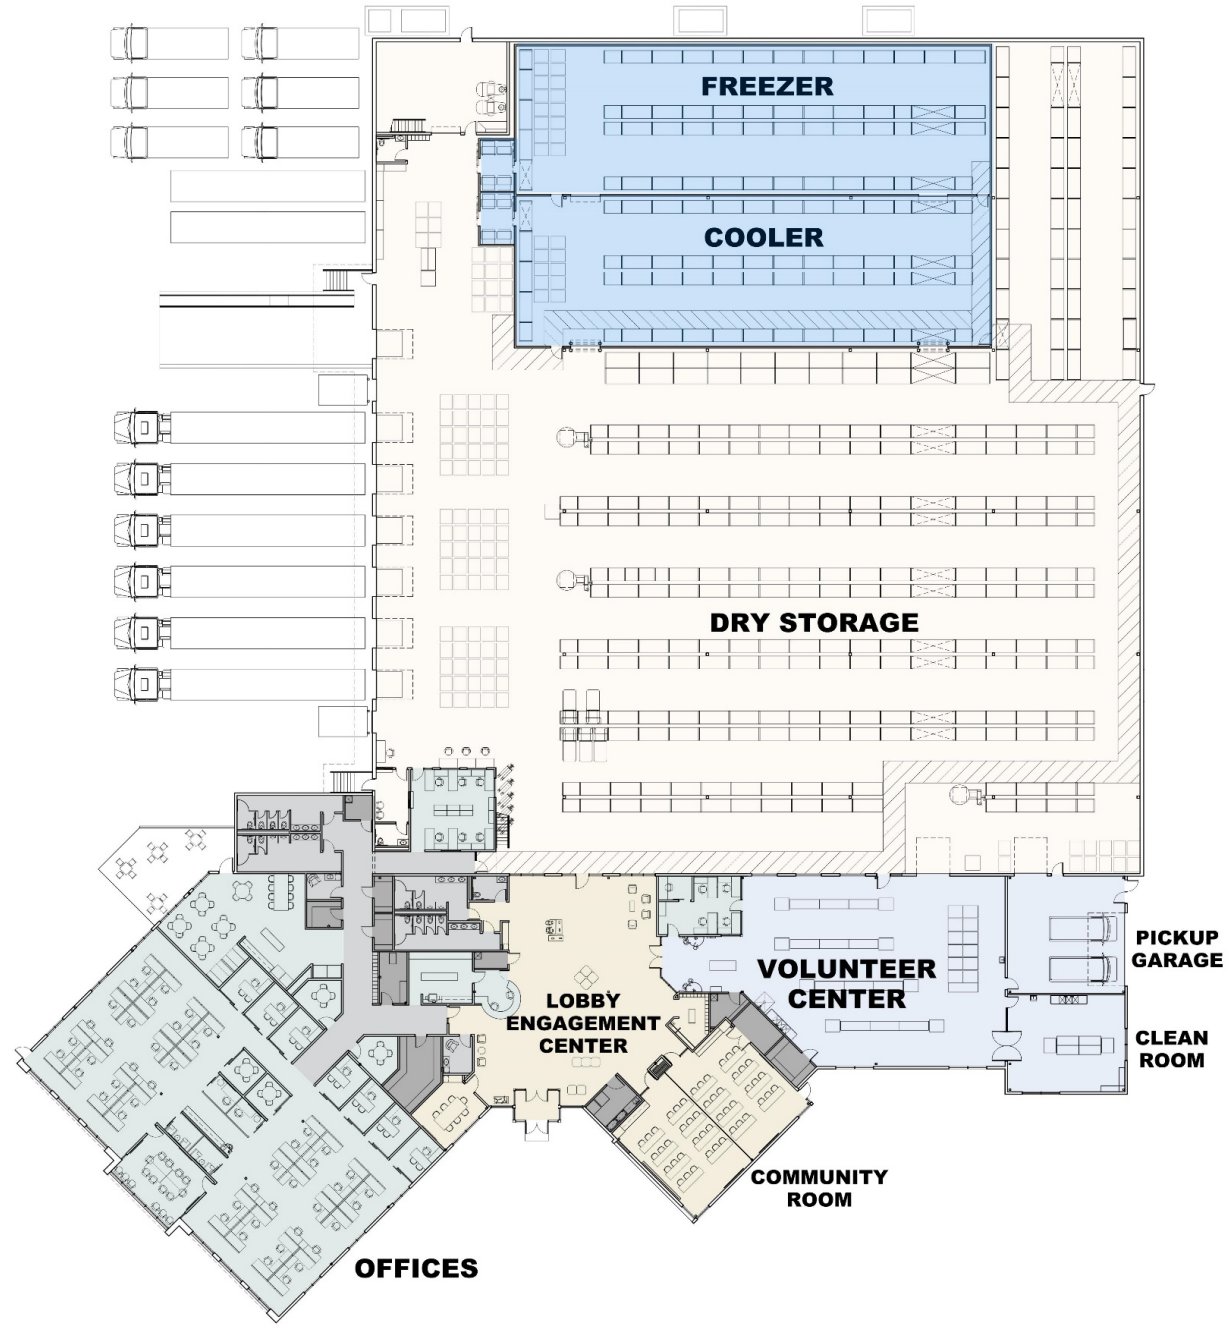 FREEZER
COOLER
DRY STORAGE
PICKUP
GARAGE
VOLUNTEER
CENTER
LOBBY
ENGAGEMENT
CENTER
CLEAN
ROOM
COMMUNITY
ROOM
OFFICES